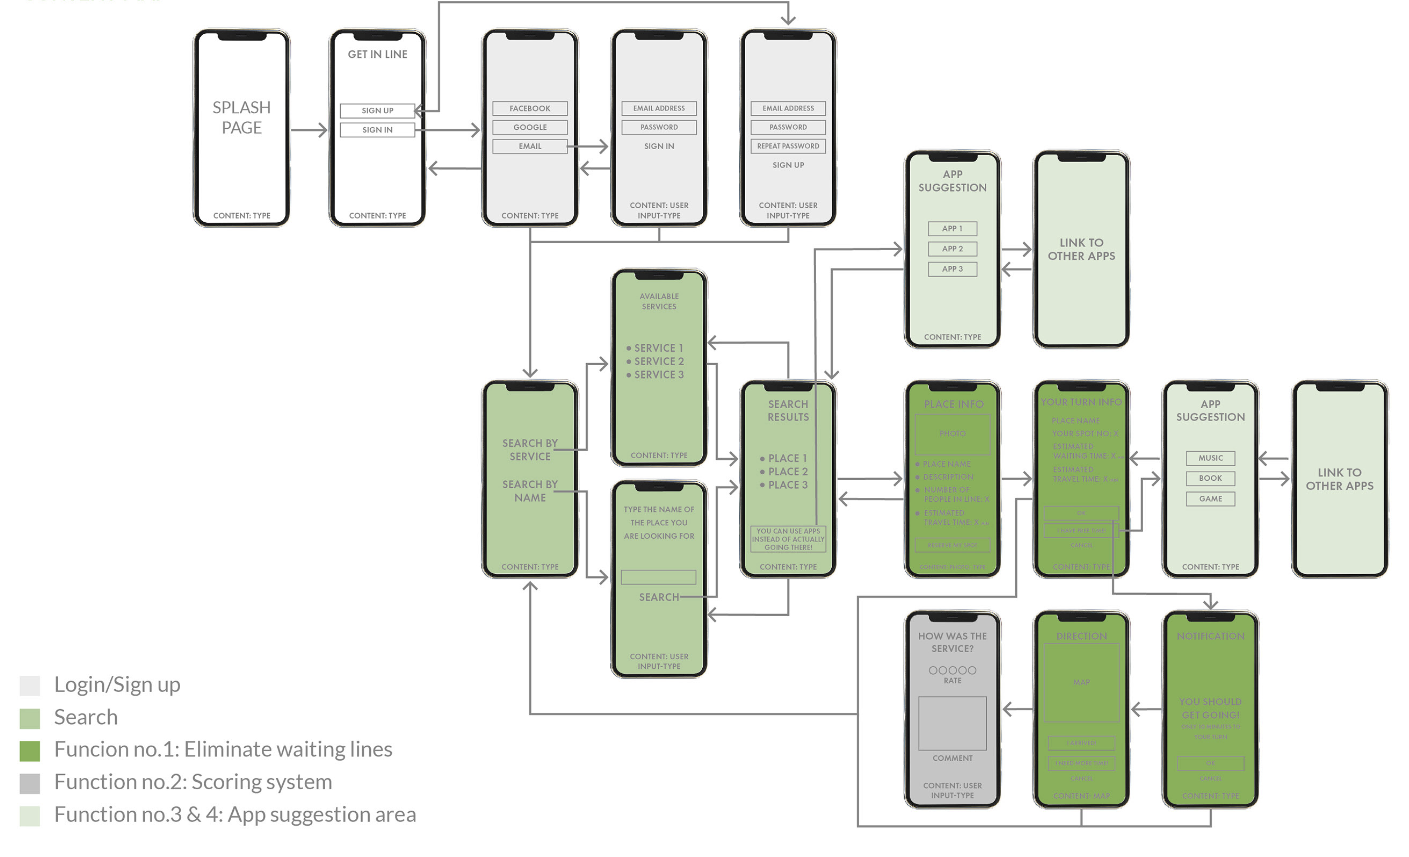 SPLASH
PAGE
CONTENT: TYPE
GET IN LINE
SIGN UP
SIGN IN
CONTENT: TYPE
FACEBOOK
GOOGLE
EMAIL
CONTENT: TYPE
EMAIL ADDRESS
PASSWORD
SIGN IN
CONTENT: USER
INPUT-TYPE
EMAIL ADDRESS
PASSWORD
REPEAT PASSWORD
SIGN UP
CONTENT: USER
INPUT-TYPE
APP
SUGGESTION
APP 1
APP 2
APP 3
CONTENT: TYPE
LINK TO
OTHER APPS
AVAILABLE
SERVICES
• SERVICE 1
• SERVICE 2
• SERVICE 3
CONTENT: TYPE
SEARCH BY
SERVICE
SEARCH BY
NAME
CONTENT: TYPE
TYPE THE NAME OF
THE PLACE YOU
ARE LOOKING FOR
SEARCH
CONTENT: USER
INPUT-TYPE
SEARCH
RESULTS
• PLACE 1
• PLACE 2
• PLACE 3
YOU CAN USE APPS
INSTEAD OF ACTUALLY
GOING THERE!
CONTENT: TYPE
PLACE INFO
PHOTO
• PLACE NAME
• DESCRIPTION
• NUMBER OF
PEOPLE IN LINE: X
• ESTIMATED
TRAVEL TIME: X
YOUR TURN INFO
PLACE NAME
YOUR SPOT NO: X
ESTIMATED
WAITING TIME: X
ESTIMATED
TRAVEL TIME: X
CANCEL
CONTENT: TYPE
APP
SUGGESTION
MUSIC
BOOK
GAME
CONTENT: TYPE
LINK TO
OTHER APPS
HOW WAS THE
SERVICE?
RATE
COMMENT
CONTENT: USER
INPUT-TYPE
DIRECTION
MAP
CANCEL
CONTENT: MAP
NOTIFICATION
YOU SHOULD
GET GOING!
YOUR TURN
OK
CANCEL
CONTENT: TYPE
Login/Sign up
Search
Funcion no.1: Eliminate waiting lines
Function no.2: Scoring system
Function no.3 & 4: App suggestion area